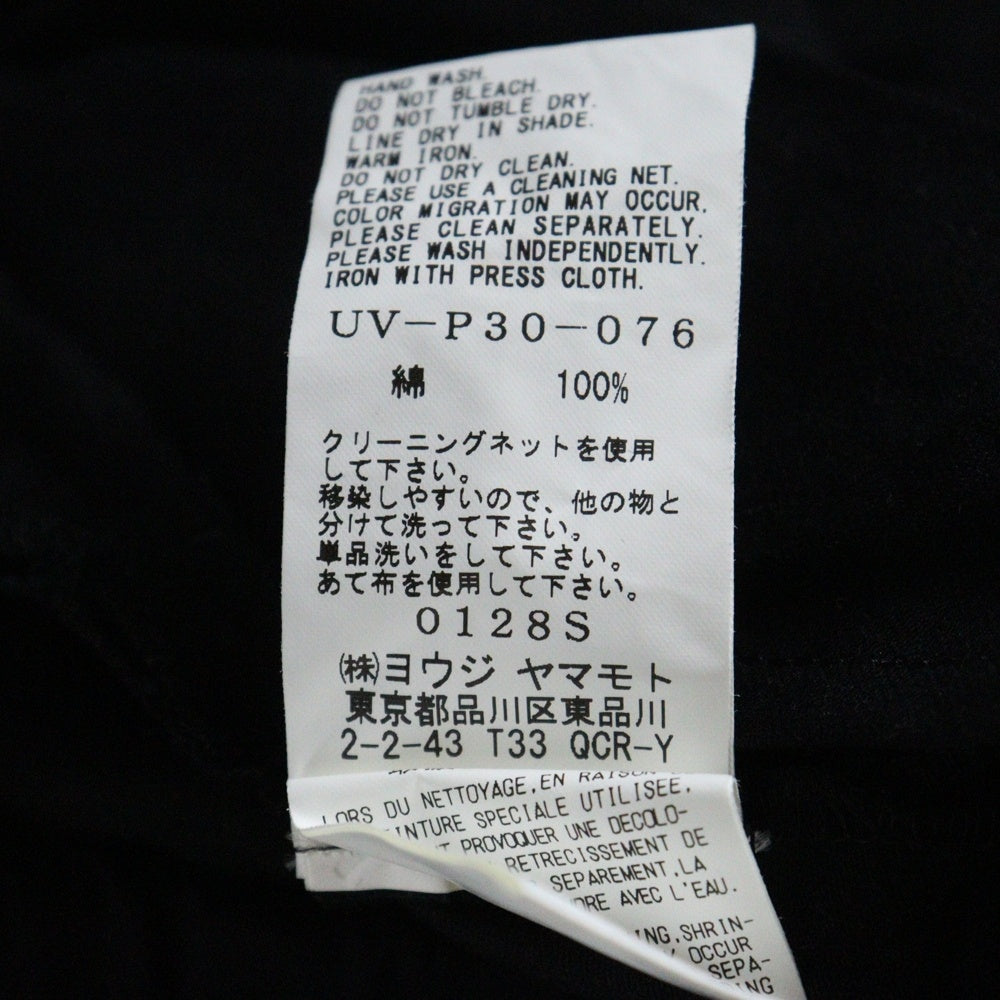 HAND WASH.
DO NOT BLEACH.
DO NOT TUMBLE DRY.
LINE DRY IN SHADE.
WARM IRON.
DO NOT DRY CLEAN.
PLEASE USE A CLEANING NET.
COLOR MIGRATION MAY OCCUR.
PLEASE CLEAN SEPARATELY.
PLEASE WASH INDEPENDENTLY.
IRON WITH PRESS CLOTH.
UV-P30-076
綿 100%
クリーニングネットを使用
して下さい。
移染しやすいので、他の物と
分けて洗って下さい。
単品洗いをして下さい。
あて布を使用して下さい。
0128S
㈱ヨウジ ヤマモト
東京都品川区東品川
2-2-43 T33 QCR-Y
LORS DU NETTOYAGE,EN RAISON
INTURE SPECIALE UTILISEE,
T PROVOQUER UNE DECOLO-
RETRECISSEMENT DE
SEPAREMENT,LA
DRE AVEC L'EAU.
ING,SHRIN-
Y OCCUR
SEPA-
NG